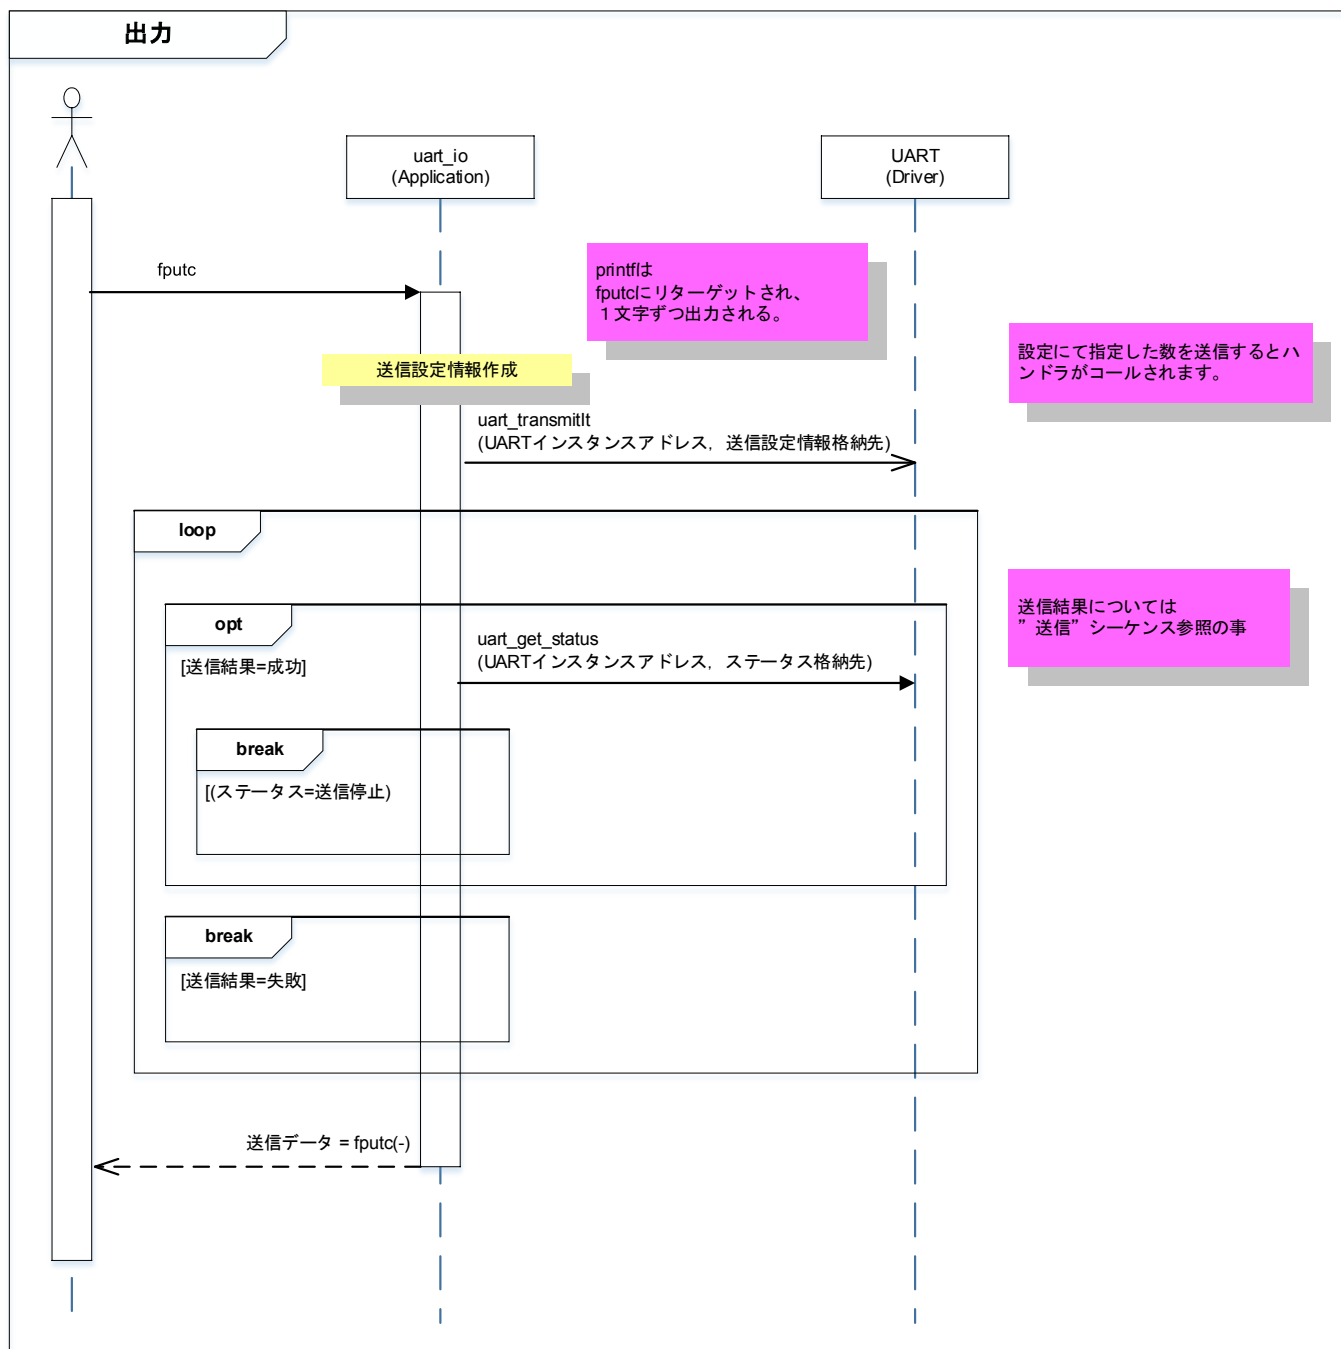 出力
uart_io
(Application)
UART
(Driver)
fputc
printfは
fputcにリターゲットされ、
１文字ずつ出力される。
設定にて指定した数を送信するとハ
ンドラがコールされます。
送信設定情報作成
uart_transmitIt
(UARTインスタンスアドレス，送信設定情報格納先)
loop
opt
[送信結果=成功]
uart_get_status
(UARTインスタンスアドレス，ステータス格納先)
送信結果については
”送信”シーケンス参照の事
break
[(ステータス=送信停止)
break
[送信結果=失敗]
送信データ = fputc(-)